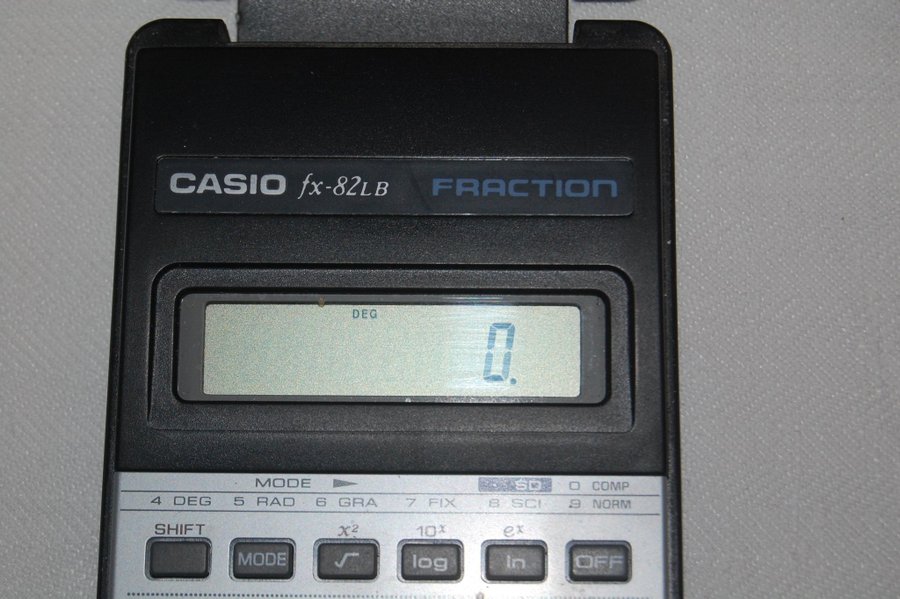 CASIO fx-82LB FRACTION
DEG
0.
MODE ► SD 0 COMP
4 DEG 5 RAD 6 GRA 7 FIX 8 SCI 9 NORM
SHIFT x² 10ˣ eˣ
MODE √ log ln OFF